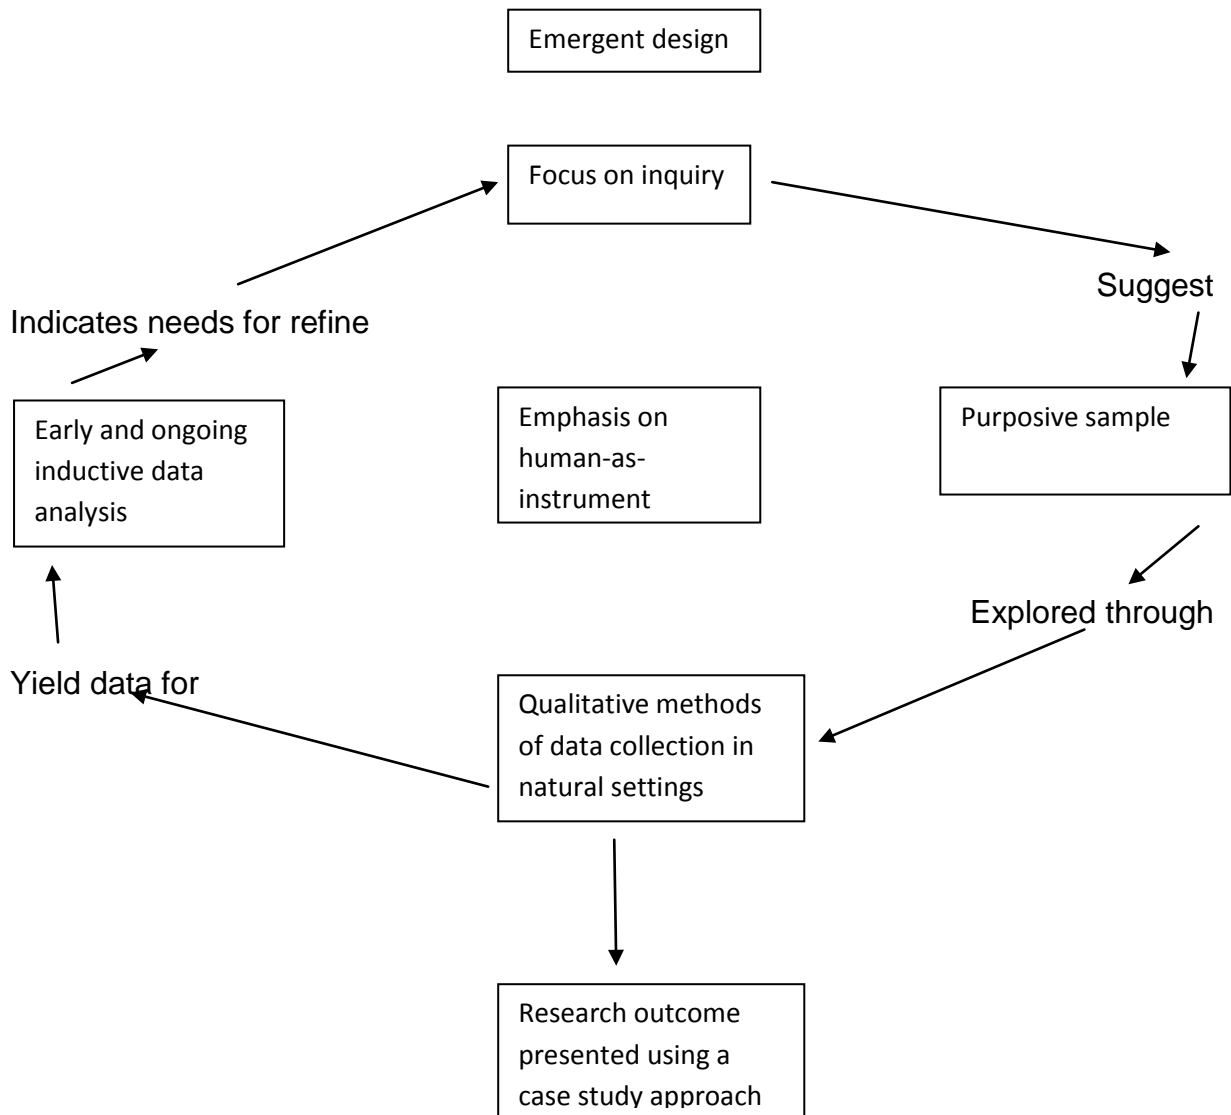 Emergent design
Focus on inquiry
Suggest
Indicates needs for refine
Early and ongoing
inductive data
analysis
Emphasis on
human-as-
instrument
Purposive sample
Explored through
Yield data for
Qualitative methods
of data collection in
natural settings
Research outcome
presented using a
case study approach